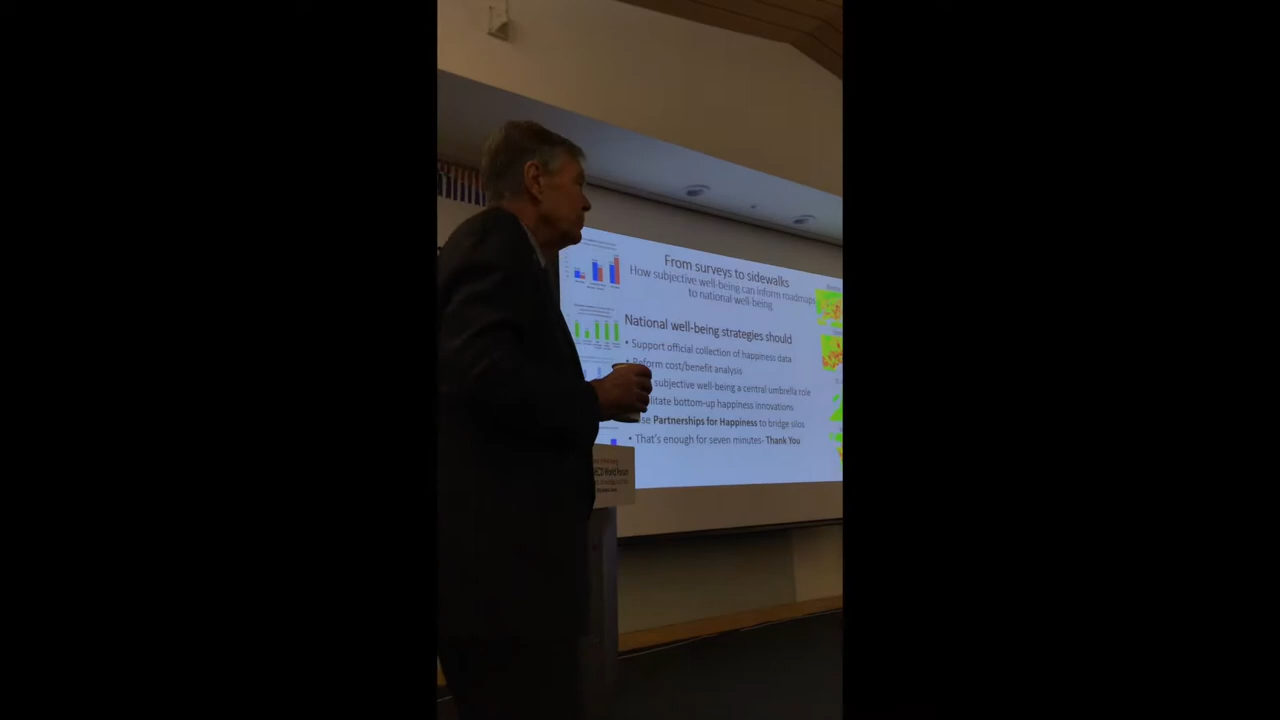 From surveys to sidewalks
How subjective well-being can inform roadmaps
to national well-being
National well-being strategies should
• Support official collection of happiness data
• Reform cost/benefit analysis
subjective well-being a central umbrella role
bottom-up happiness innovations
Partnerships for Happiness to bridge silos
• That's enough for seven minutes- Thank You
World Forum